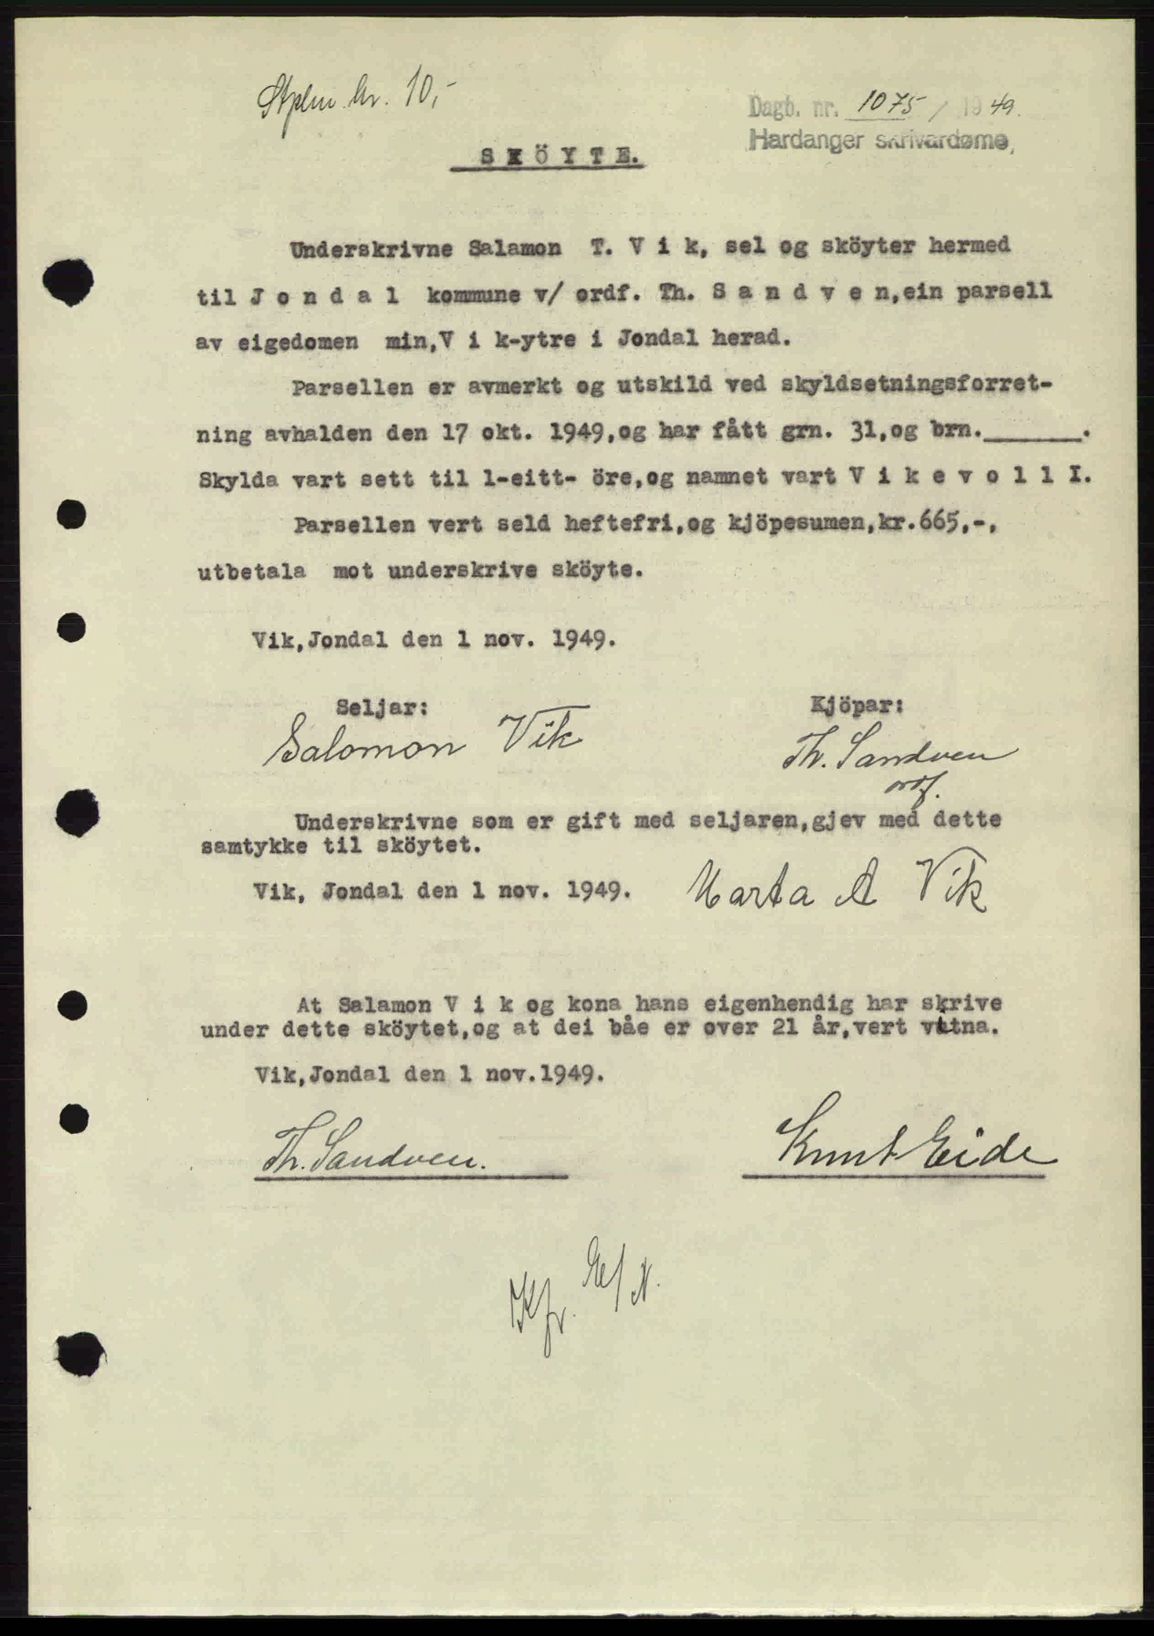 Stplm. kr. 10,-
Dagb. nr. 1075 / 1949.
Hardanger skrivardøme,
SKÖYTE.
Underskrivne Salamon T. V i k, sel og sköyter hermed
til J o n d a l kommune v/ ordf. Th. S a n d v e n,ein parsell
av eigedomen min,V i k-ytre i Jondal herad.
Parsellen er avmerkt og utskild ved skyldsetningsforret-
ning avhalden den 17 okt. 1949,og har fått grn. 31,og brn.______.
Skylda vart sett til 1-eitt- öre,og namnet vart V i k e v o l l I.
Parsellen vert seld heftefri,og kjöpesumen,kr.665,-,
utbetala mot underskrive sköyte.
Vik,Jondal den 1 nov. 1949.
Seljar:
Kjöpar:
Salomon Vik
Th. Sandven
ordf.
Underskrivne som er gift med seljaren,gjev med dette
samtykke til sköytet.
Vik, Jondal den 1 nov. 1949. Marta A Vik
At Salamon V i k og kona hans eigenhendig har skrive
under dette sköytet,og at dei båe er over 21 år,vert vitna.
Vik,Jondal den 1 nov.1949.
Th. Sandven.
Knut Eide
Kfr.